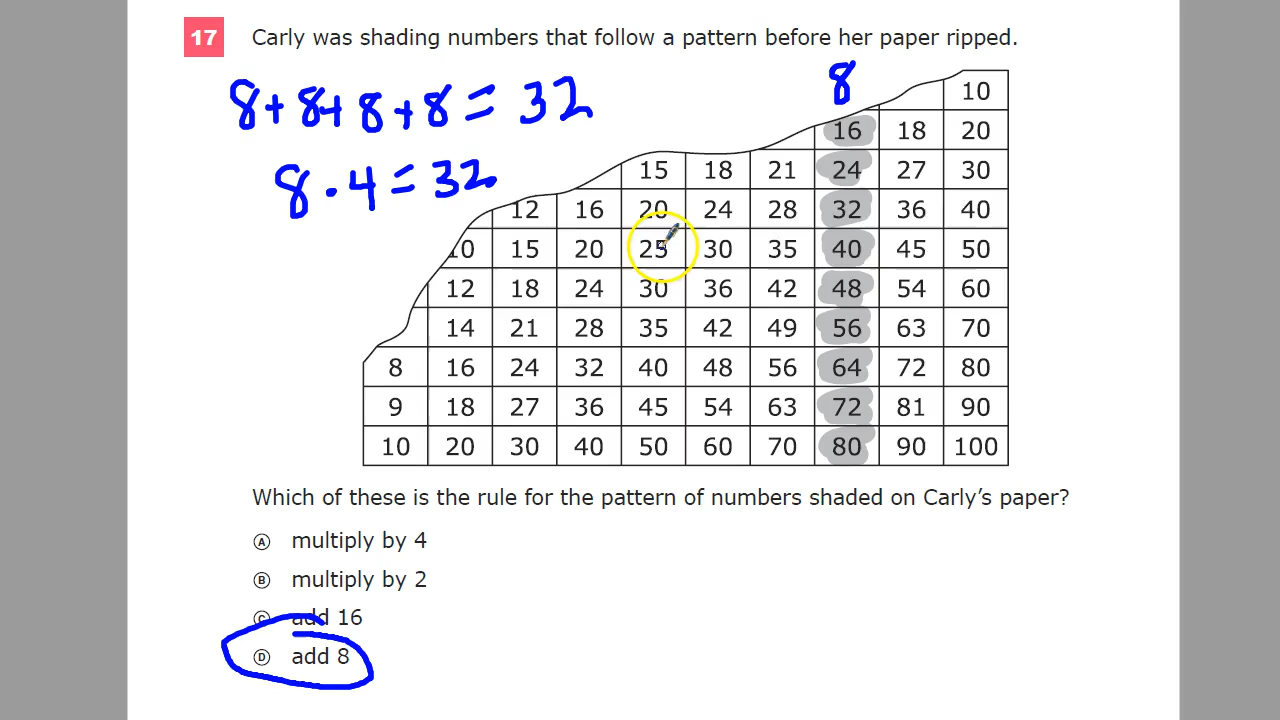 17 Carly was shading numbers that follow a pattern before her paper ripped.
8+8+8+8=32
8
8·4=32
10
16 18 20
15 18 21 24 27 30
12 16 20 24 28 32 36 40
10 15 20 25 30 35 40 45 50
12 18 24 30 36 42 48 54 60
14 21 28 35 42 49 56 63 70
8 16 24 32 40 48 56 64 72 80
9 18 27 36 45 54 63 72 81 90
10 20 30 40 50 60 70 80 90 100
Which of these is the rule for the pattern of numbers shaded on Carly's paper?
A multiply by 4
B multiply by 2
C add 16
D add 8